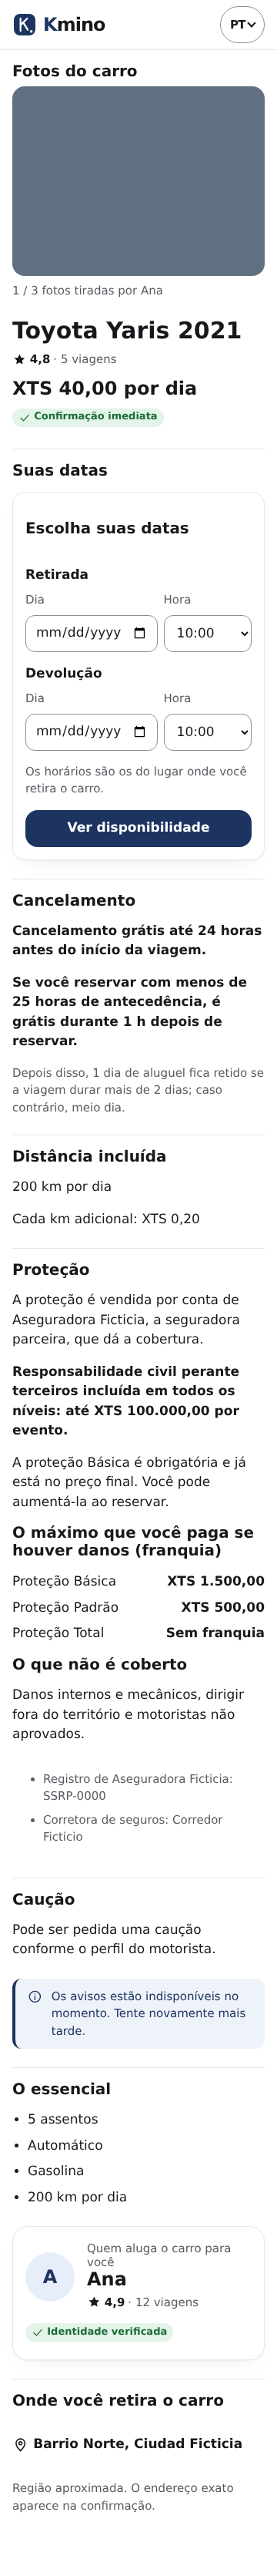 Kmino
PT
Fotos do carro
1 / 3 fotos tiradas por Ana
Toyota Yaris 2021
★ 4,8 · 5 viagens
XTS 40,00 por dia
Confirmação imediata
Suas datas
Escolha suas datas
Retirada
Dia Hora
mm/dd/yyyy 10:00
Devolução
Dia Hora
mm/dd/yyyy 10:00
Os horários são os do lugar onde você
retira o carro.
Ver disponibilidade
Cancelamento
Cancelamento grátis até 24 horas
antes do início da viagem.
Se você reservar com menos de
25 horas de antecedência, é
grátis durante 1 h depois de
reservar.
Depois disso, 1 dia de aluguel fica retido se
a viagem durar mais de 2 dias; caso
contrário, meio dia.
Distância incluída
200 km por dia
Cada km adicional: XTS 0,20
Proteção
A proteção é vendida por conta de
Aseguradora Ficticia, a seguradora
parceira, que dá a cobertura.
Responsabilidade civil perante
terceiros incluída em todos os
níveis: até XTS 100.000,00 por
evento.
A proteção Básica é obrigatória e já
está no preço final. Você pode
aumentá-la ao reservar.
O máximo que você paga se
houver danos (franquia)
Proteção Básica XTS 1.500,00
Proteção Padrão XTS 500,00
Proteção Total Sem franquia
O que não é coberto
Danos internos e mecânicos, dirigir
fora do território e motoristas não
aprovados.
• Registro de Aseguradora Ficticia:
SSRP-0000
• Corretora de seguros: Corredor
Ficticio
Caução
Pode ser pedida uma caução
conforme o perfil do motorista.
Os avisos estão indisponíveis no
momento. Tente novamente mais
tarde.
O essencial
• 5 assentos
• Automático
• Gasolina
• 200 km por dia
Quem aluga o carro para
você
A
Ana
★ 4,9 · 12 viagens
Identidade verificada
Onde você retira o carro
Barrio Norte, Ciudad Ficticia
Região aproximada. O endereço exato
aparece na confirmação.